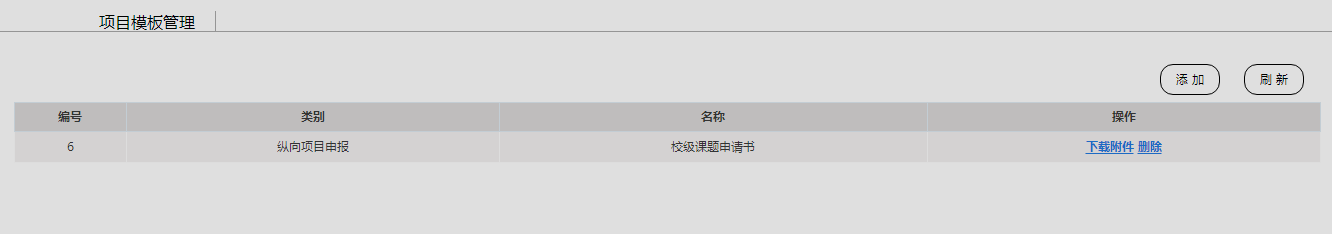 项目模板管理
添 加 刷 新
编号 类别 名称 操作
6 纵向项目申报 校级课题申请书 下载附件 删除